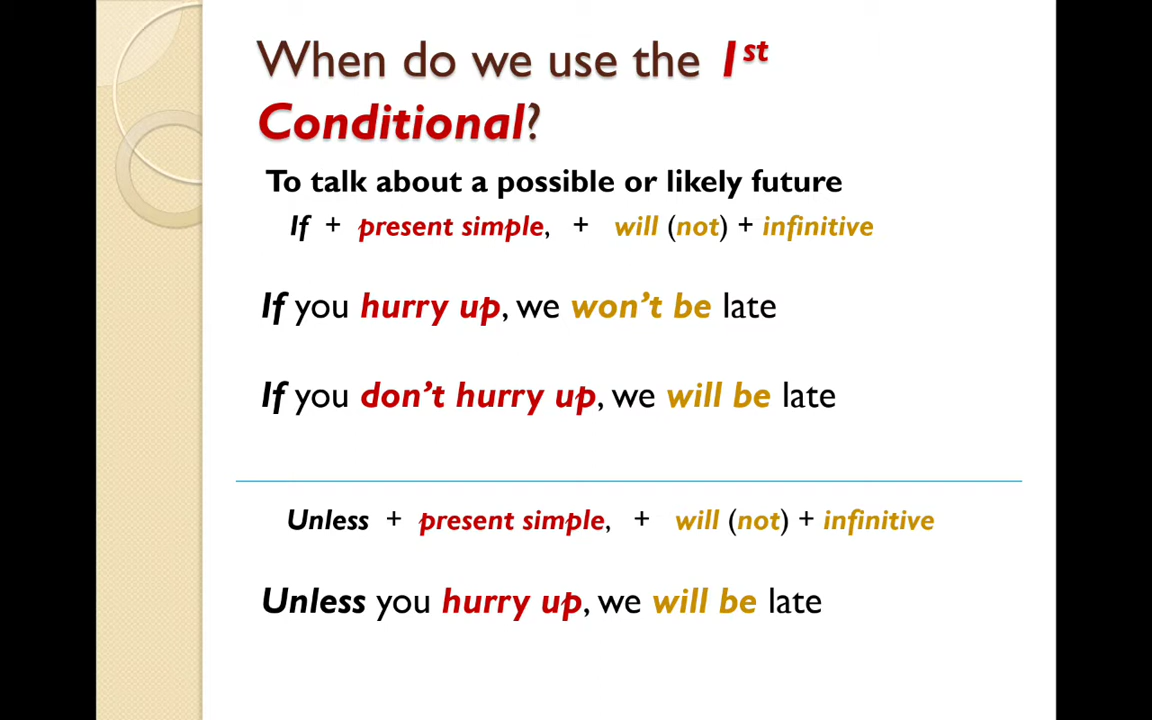 When do we use the 1st
Conditional?
To talk about a possible or likely future
If + present simple, + will (not) + infinitive
If you hurry up, we won’t be late
If you don’t hurry up, we will be late
Unless + present simple, + will (not) + infinitive
Unless you hurry up, we will be late